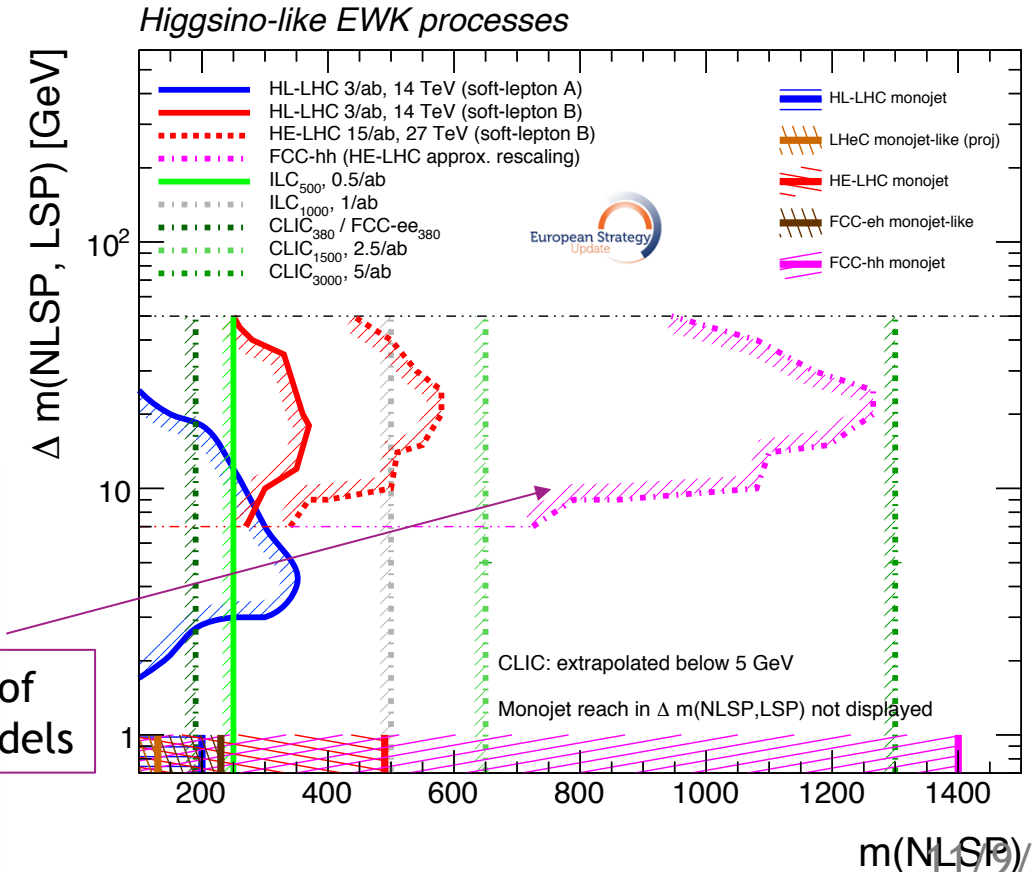 Higgsino-like EWK processes
Δ m(NLSP, LSP) [GeV]
HL-LHC 3/ab, 14 TeV (soft-lepton A)
HL-LHC 3/ab, 14 TeV (soft-lepton B)
HE-LHC 15/ab, 27 TeV (soft-lepton B)
FCC-hh (HE-LHC approx. rescaling)
ILC₅₀₀, 0.5/ab
ILC₁₀₀₀, 1/ab
CLIC₃₈₀ / FCC-ee₃₈₀
CLIC₁₅₀₀, 2.5/ab
CLIC₃₀₀₀, 5/ab
HL-LHC monojet
LHeC monojet-like (proj)
HE-LHC monojet
FCC-eh monojet-like
FCC-hh monojet
European Strategy
Update
10²
10
1
of
dels
CLIC: extrapolated below 5 GeV
Monojet reach in Δ m(NLSP,LSP) not displayed
200 400 600 800 1000 1200 1400
m(NLSP)
11/9/